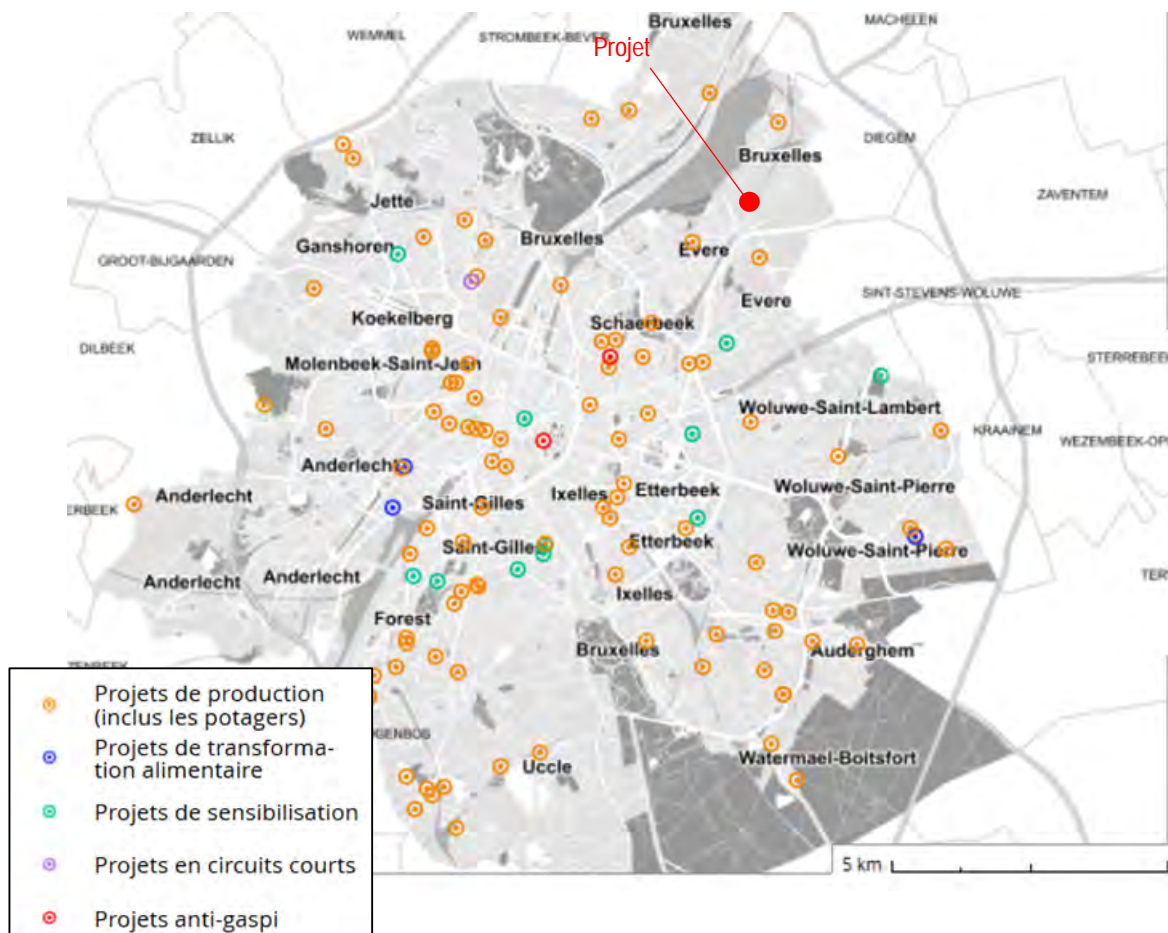 Bruxelles
MACHELEN
WEMMEL
STROMBEEK-BEVER
Projet
ZELLIK
DIEGEM
Bruxelles
ZAVENTEM
Jette
Bruxelles
Ganshoren
Evere
GROOT-BIJGAARDEN
SINT-STEVENS-WOLUWE
Evere
Koekelberg
Schaerbeek
DILBEEK
STERREBEEK
Molenbeek-Saint-Jean
Woluwe-Saint-Lambert
KRAAINEM
WEZEMBEEK-OP
Anderlecht
Woluwe-Saint-Pierre
Etterbeek
Ixelles
Anderlecht
Saint-Gilles
ERBEEK
Etterbeek
Saint-Gilles
Woluwe-Saint-Pierre
TER
Anderlecht
Anderlecht
Ixelles
Forest
Bruxelles
Auderghem
ZENBEEK
OGENBOS
Uccle
Watermael-Boitsfort
Projets de production
(inclus les potagers)
Projets de transforma-
tion alimentaire
Projets de sensibilisation
Projets en circuits courts
Projets anti-gaspi
5 km